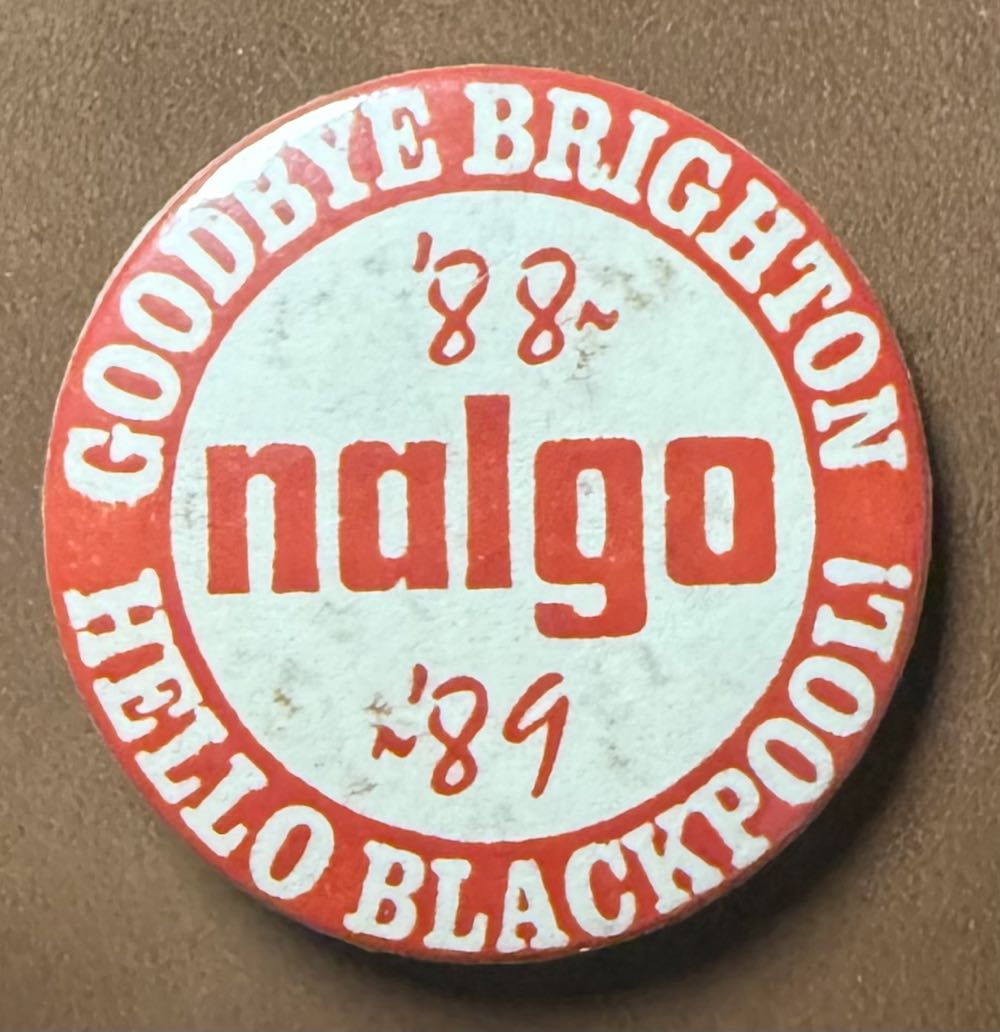 GOODBYE BRIGHTON
'88~
nalgo
~'89
HELLO BLACKPOOL!